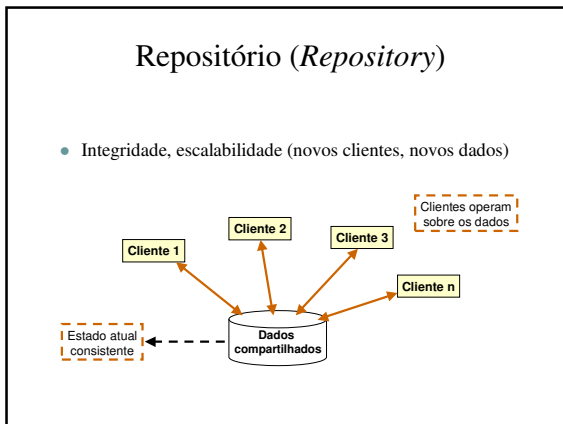 Repositório (Repository)
• Integridade, escalabilidade (novos clientes, novos dados)
Clientes operam
sobre os dados
Cliente 1
Cliente 2
Cliente 3
Cliente n
Estado atual
consistente
Dados
compartilhados